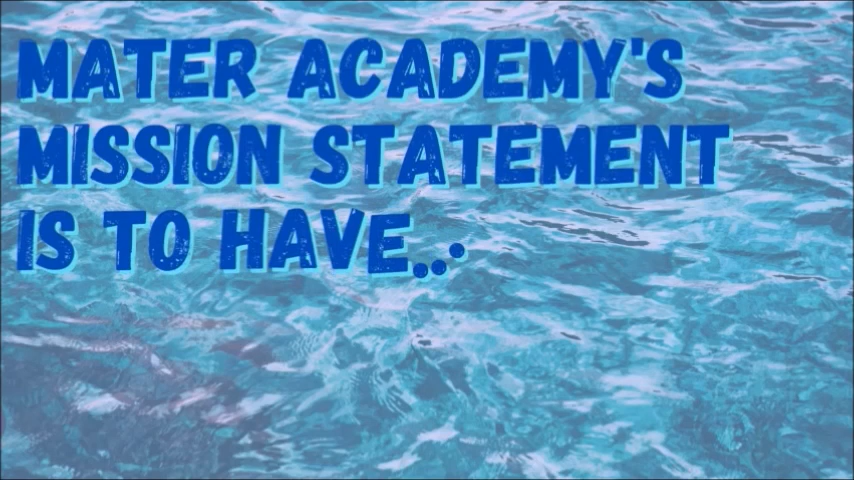 MATER ACADEMY'S
MISSION STATEMENT
IS TO HAVE...